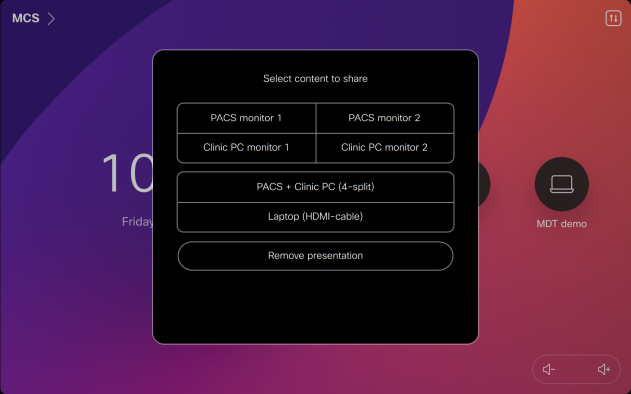 MCS
Select content to share
PACS monitor 1
PACS monitor 2
Clinic PC monitor 1
Clinic PC monitor 2
PACS + Clinic PC (4-split)
Laptop (HDMI-cable)
Remove presentation
10
Friday
MDT demo